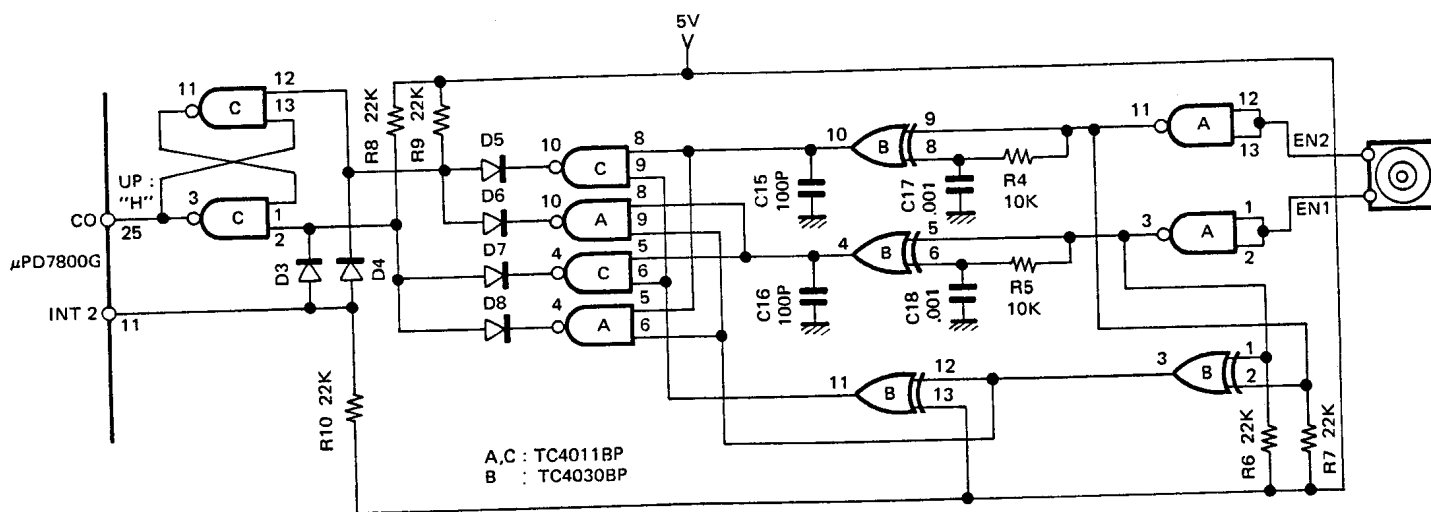 5V
11
C
12
13
R8 22K
R9 22K
D5
10
C
8
9
D6
10
A
8
9
D7
4
C
5
6
D8
4
A
5
6
UP :
"H"
3
C
1
2
CO
25
µPD7800G
D3
D4
INT 2
11
R10 22K
10
B
9
8
C15
100P
C17
.001
R4
10K
11
A
12
13
EN2
EN1
4
B
5
6
C16
100P
C18
.001
R5
10K
3
A
1
2
11
B
12
13
3
B
1
2
R6 22K
R7 22K
A,C : TC4011BP
B : TC4030BP